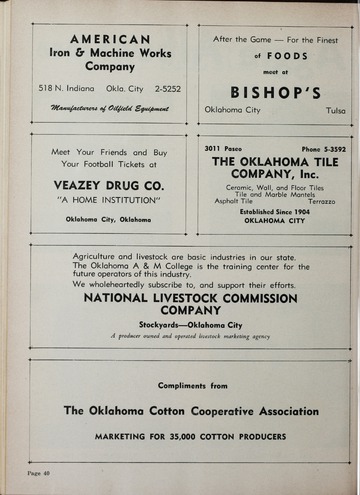 AMERICAN
Iron & Machine Works
Company
518 N. Indiana Okla. City 2-5252
Manufacturers of Oilfield Equipment
After the Game — For the Finest
of FOODS
meet at
BISHOP'S
Oklahoma City Tulsa
Meet Your Friends and Buy
Your Football Tickets at
VEAZEY DRUG CO.
"A HOME INSTITUTION"
Oklahoma City, Oklahoma
3011 Paseo Phone 5-3592
THE OKLAHOMA TILE
COMPANY, Inc.
Ceramic, Wall, and Floor Tiles
Tile and Marble Mantels
Asphalt Tile Terrazzo
Established Since 1904
OKLAHOMA CITY
Agriculture and livestock are basic industries in our state.
The Oklahoma A & M College is the training center for the
future operators of this industry.
We wholeheartedly subscribe to, and support their efforts.
NATIONAL LIVESTOCK COMMISSION
COMPANY
Stockyards—Oklahoma City
A producer owned and operated livestock marketing agency
Compliments from
The Oklahoma Cotton Cooperative Association
MARKETING FOR 35,000 COTTON PRODUCERS
Page 40